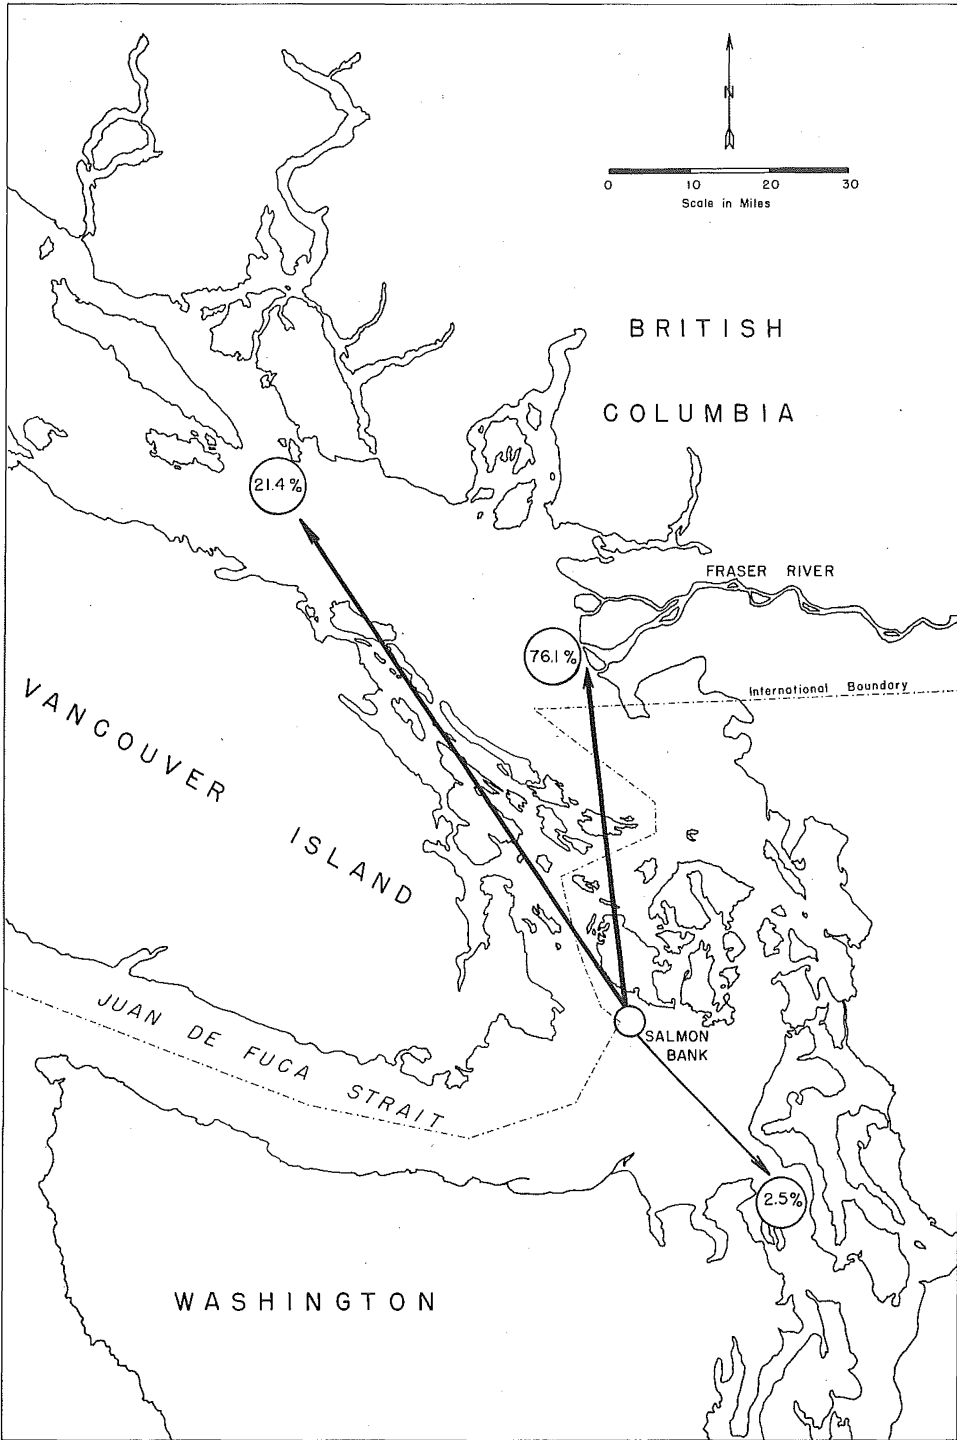 N
0 10 20 30
Scale in Miles
BRITISH
COLUMBIA
21.4%
FRASER RIVER
76.1%
International Boundary
VANCOUVER ISLAND
SALMON
BANK
JUAN DE FUCA STRAIT
2.5%
WASHINGTON